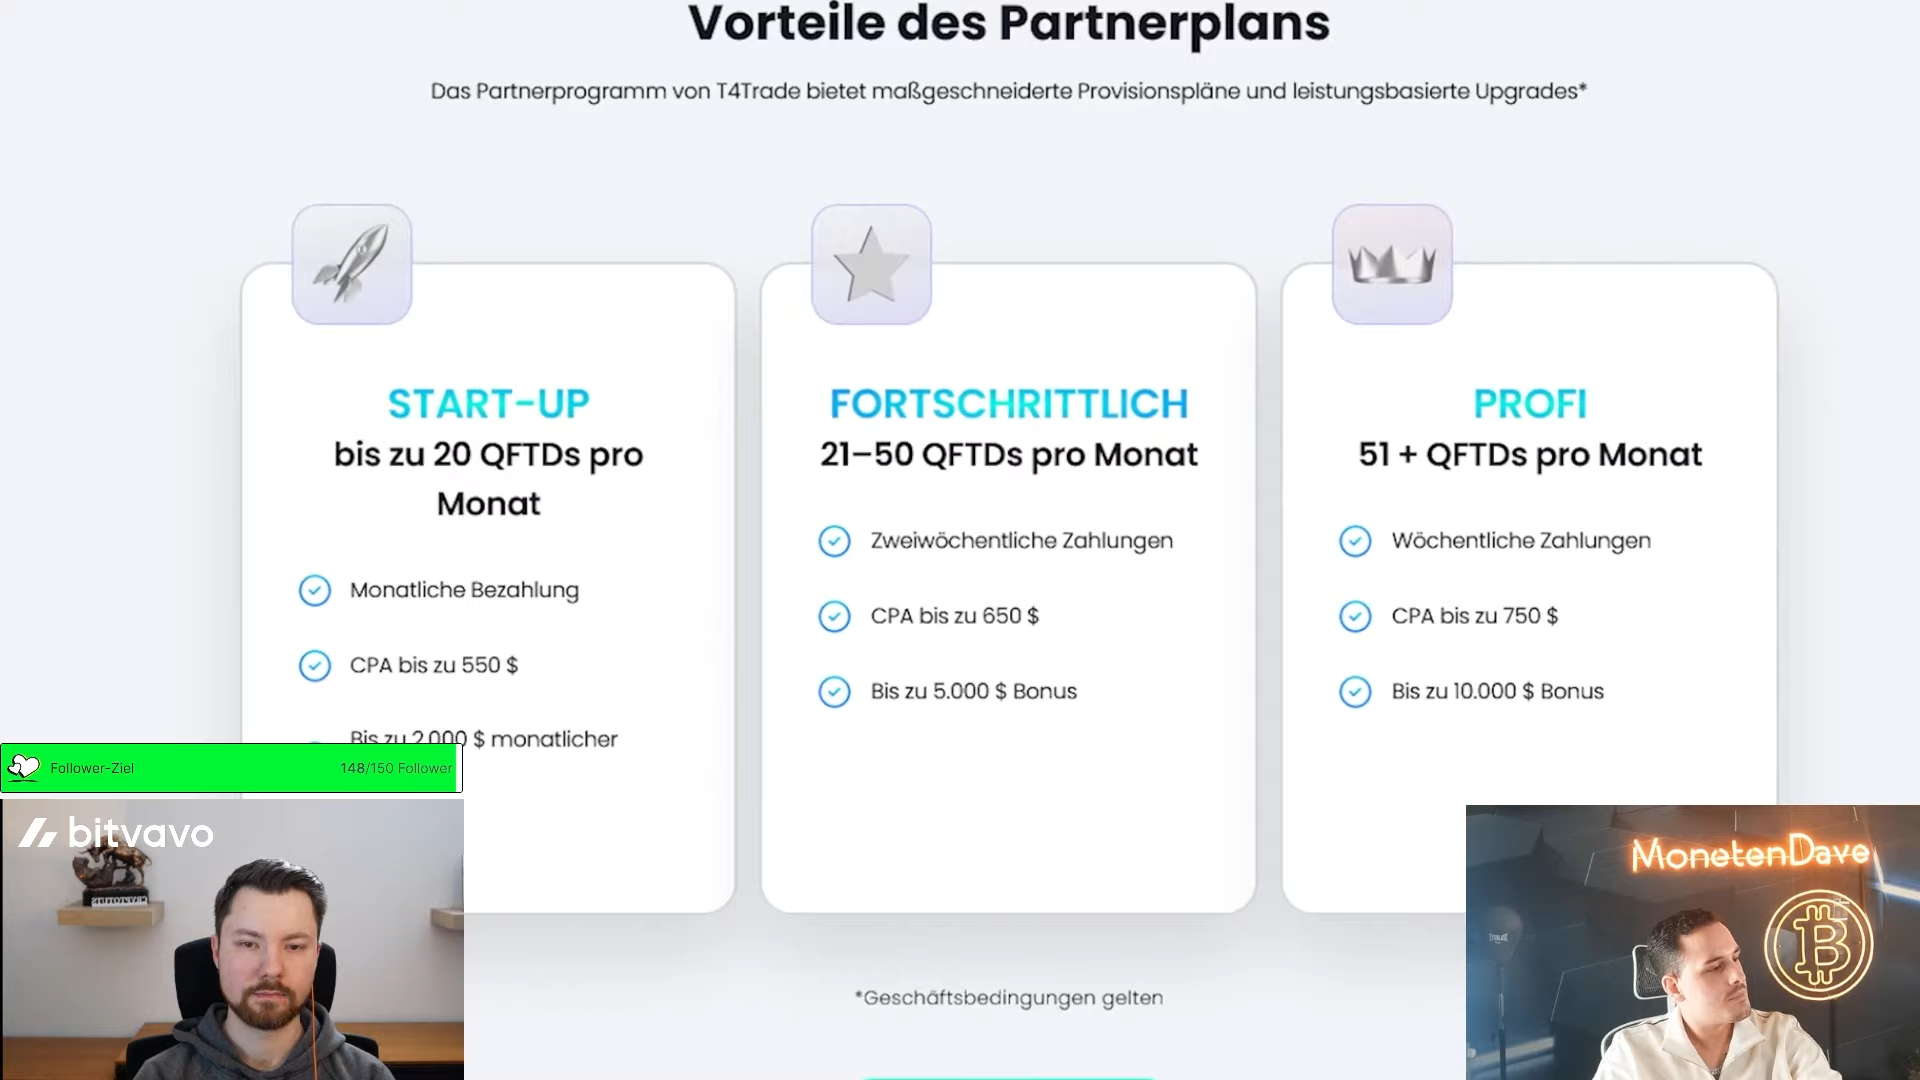 Vorteile des Partnerplans
Das Partnerprogramm von T4Trade bietet maßgeschneiderte Provisionspläne und leistungsbasierte Upgrades*
START-UP
bis zu 20 QFTDs pro
Monat
Monatliche Bezahlung
CPA bis zu 550 $
Bis zu 2.000 $ monatlicher
FORTSCHRITTLICH
21–50 QFTDs pro Monat
Zweiwöchentliche Zahlungen
CPA bis zu 650 $
Bis zu 5.000 $ Bonus
PROFI
51 + QFTDs pro Monat
Wöchentliche Zahlungen
CPA bis zu 750 $
Bis zu 10.000 $ Bonus
Follower-Ziel
148/150 Follower
bitvavo
MonetenDave
*Geschäftsbedingungen gelten